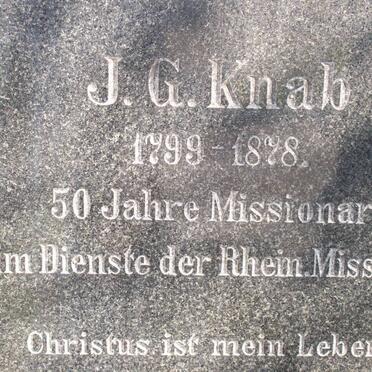 J. G. Knab
1799 - 1878.
50 Jahre Missionar
im Dienste der Rhein. Miss
Christus ist mein Leben